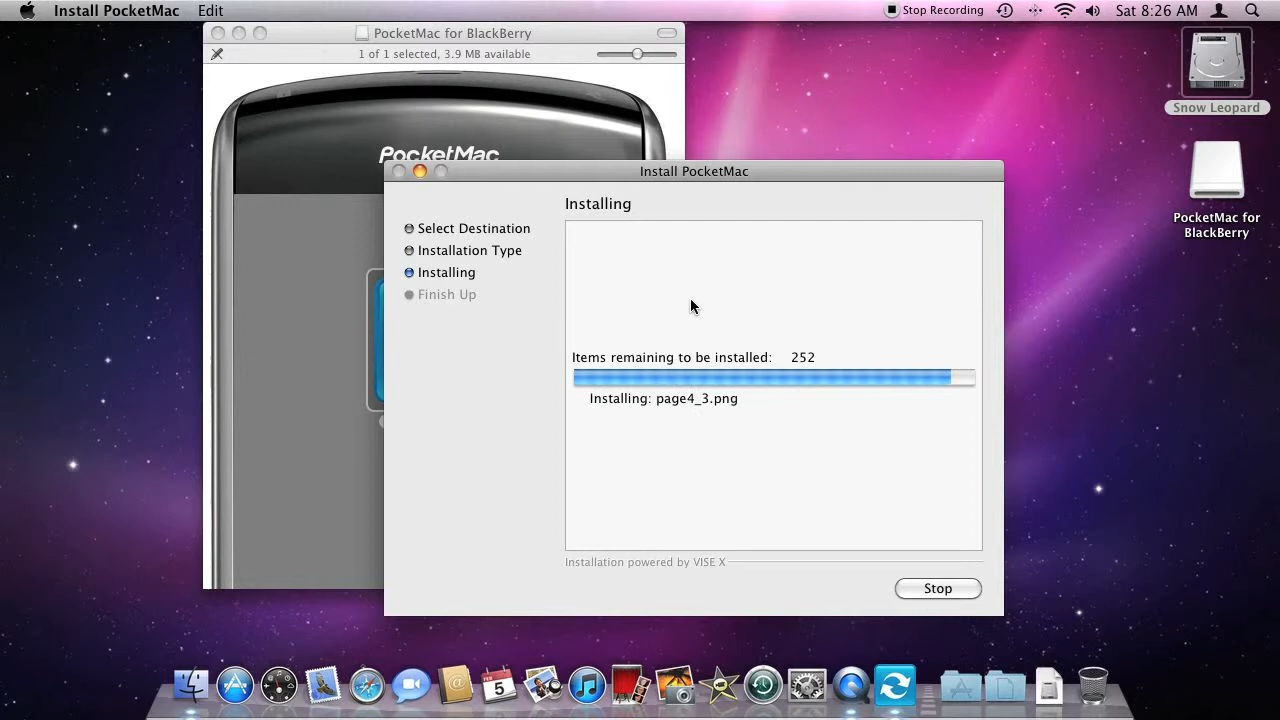 Install PocketMac Edit Stop Recording Sat 8:26 AM
PocketMac for BlackBerry
1 of 1 selected, 3.9 MB available
PocketMac
Snow Leopard
PocketMac for
BlackBerry
Install PocketMac
Installing
Select Destination
Installation Type
Installing
Finish Up
Items remaining to be installed: 252
Installing: page4_3.png
Installation powered by VISE X
Stop
FEB
5